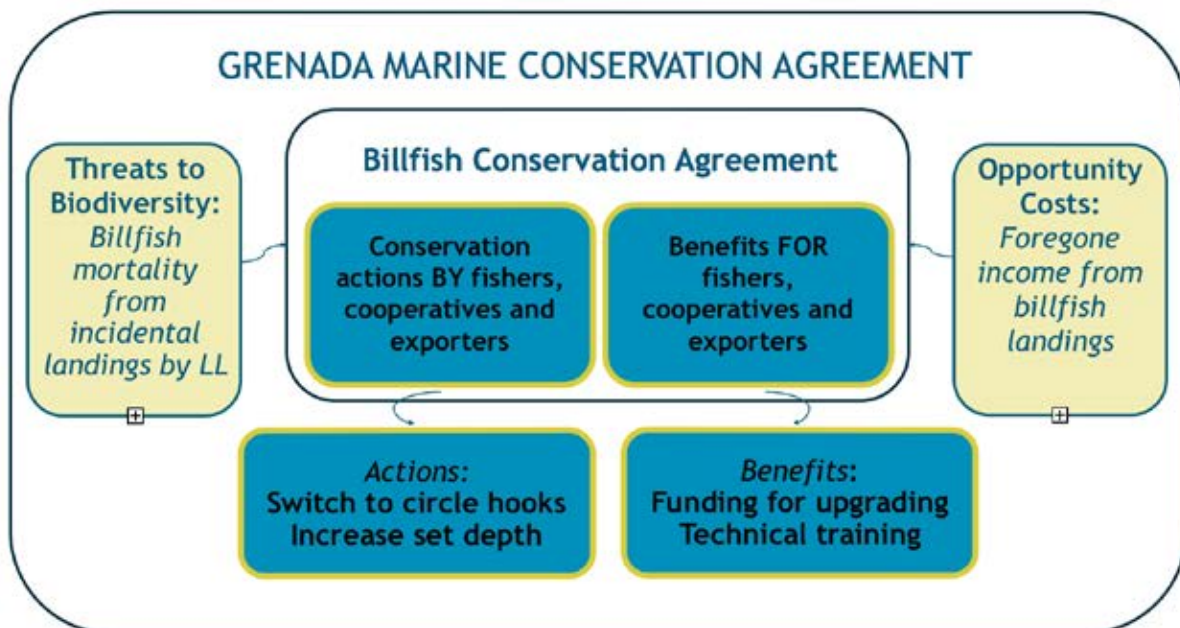 GRENADA MARINE CONSERVATION AGREEMENT
Threats to
Biodiversity:
Billfish
mortality
from
incidental
landings by LL
Billfish Conservation Agreement
Conservation
actions BY fishers,
cooperatives and
exporters
Benefits FOR
fishers,
cooperatives and
exporters
Opportunity
Costs:
Foregone
income from
billfish
landings
Actions:
Switch to circle hooks
Increase set depth
Benefits:
Funding for upgrading
Technical training